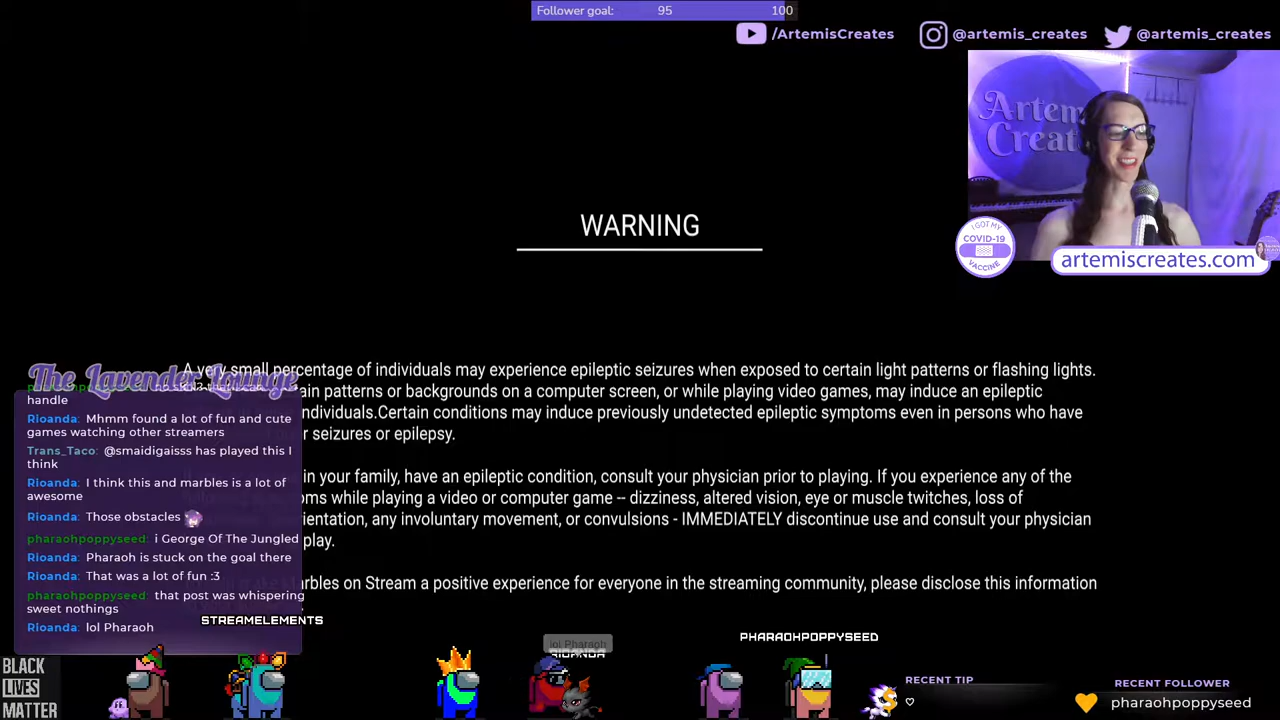 Follower goal: 95 100
/ArtemisCreates @artemis_creates @artemis_creates
Artemis
Creat
I GOT MY
COVID-19
VACCINE
artemiscreates.com
WARNING
A very small percentage of individuals may experience epileptic seizures when exposed to certain light patterns or flashing lights.
ain patterns or backgrounds on a computer screen, or while playing video games, may induce an epileptic
ndividuals.Certain conditions may induce previously undetected epileptic symptoms even in persons who have
r seizures or epilepsy.
in your family, have an epileptic condition, consult your physician prior to playing. If you experience any of the
oms while playing a video or computer game -- dizziness, altered vision, eye or muscle twitches, loss of
ientation, any involuntary movement, or convulsions - IMMEDIATELY discontinue use and consult your physician
play.
rbles on Stream a positive experience for everyone in the streaming community, please disclose this information
The Lavender Lounge
handle
Rioanda: Mhmm found a lot of fun and cute
games watching other streamers
Trans_Taco: @smaidigaisss has played this I
think
Rioanda: I think this and marbles is a lot of
awesome
Rioanda: Those obstacles
pharaohpoppyseed: i George Of The Jungled
Rioanda: Pharaoh is stuck on the goal there
Rioanda: That was a lot of fun :3
pharaohpoppyseed: that post was whispering
sweet nothings
Rioanda: lol Pharaoh
STREAMELEMENTS
lol Pharaoh
RIOANDA
PHARAOHPOPPYSEED
BLACK
LIVES
MATTER
RECENT TIP
RECENT FOLLOWER
pharaohpoppyseed